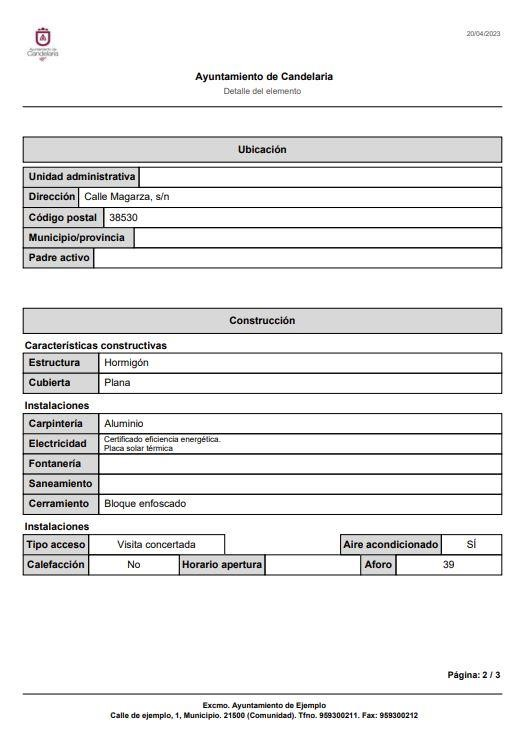 20/04/2023
Ayuntamiento de
Candelaria
Ayuntamiento de Candelaria
Detalle del elemento
Ubicación
Unidad administrativa
Dirección Calle Magarza, s/n
Código postal 38530
Municipio/provincia
Padre activo
Construcción
Características constructivas
Estructura Hormigón
Cubierta Plana
Instalaciones
Carpintería Aluminio
Electricidad Certificado eficiencia energética.
Placa solar térmica
Fontanería
Saneamiento
Cerramiento Bloque enfoscado
Instalaciones
Tipo acceso Visita concertada Aire acondicionado SÍ
Calefacción No Horario apertura Aforo 39
Página: 2 / 3
Excmo. Ayuntamiento de Ejemplo
Calle de ejemplo, 1, Municipio. 21500 (Comunidad). Tfno. 959300211. Fax: 959300212